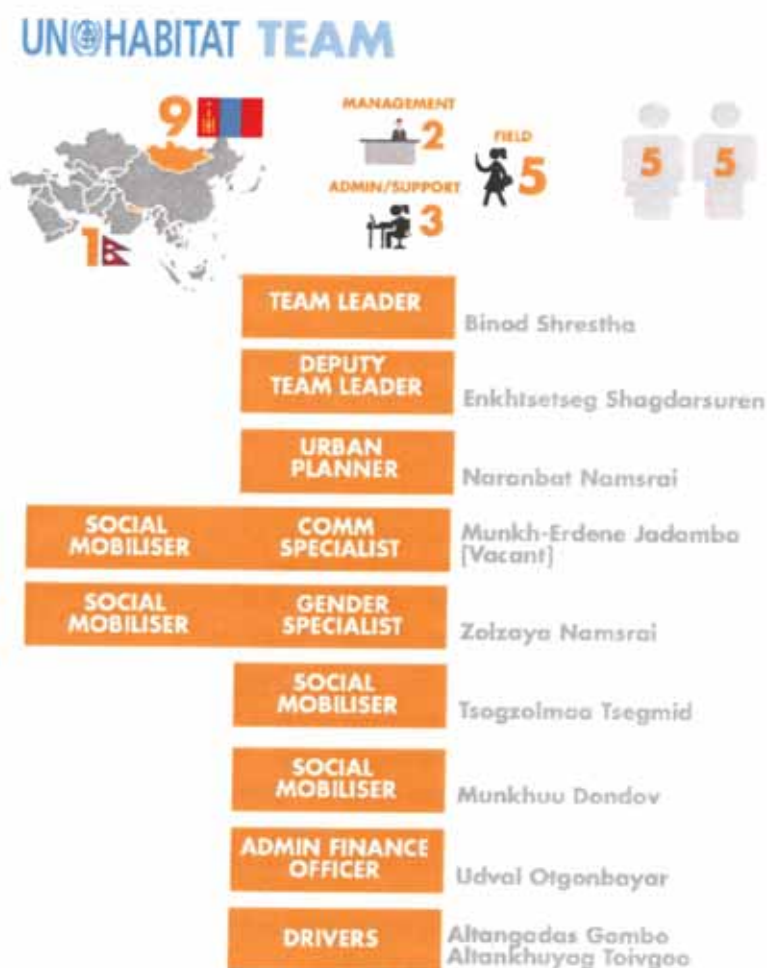 UN HABITAT TEAM
9
1
MANAGEMENT
2
FIELD
5
ADMIN/SUPPORT
3
5 5
TEAM LEADER
Binod Shrestha
DEPUTY
TEAM LEADER
Enkhtsetseg Shagdarsuren
URBAN
PLANNER
Naranbat Namsrai
SOCIAL
MOBILISER
COMM
SPECIALIST
Munkh-Erdene Jadamba
[Vacant]
SOCIAL
MOBILISER
GENDER
SPECIALIST
Zolzaya Namsrai
SOCIAL
MOBILISER
Tsogzolmaa Tsegmid
SOCIAL
MOBILISER
Munkhuu Dondov
ADMIN FINANCE
OFFICER
Udval Otgonbayar
DRIVERS
Altangadas Gombo
Altankhuyag Toivgoo